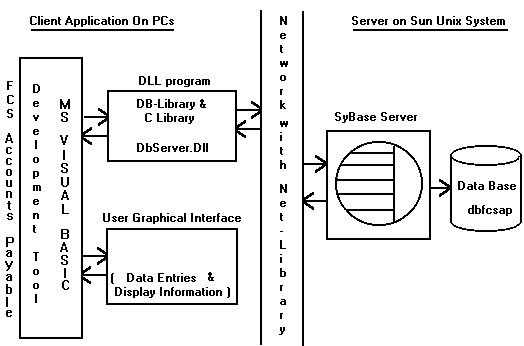 Client Application On PCs
Server on Sun Unix System
FCS Accounts Payable
Development Tool
MS VISUAL BASIC
DLL program
DB-Library &
C Library
DbServer.Dll
User Graphical Interface
( Data Entries &
Display Information )
Network with Net-Library
SyBase Server
Data Base
dbfcsap